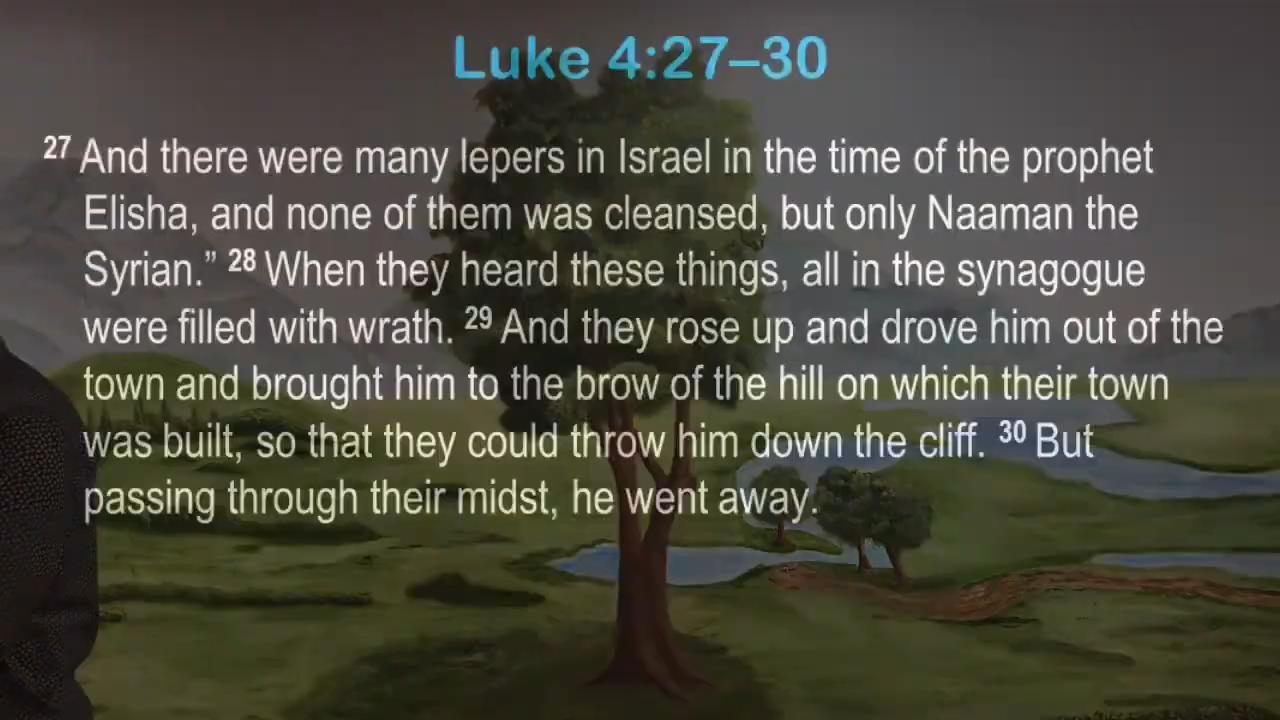 Luke 4:27–30
27 And there were many lepers in Israel in the time of the prophet
Elisha, and none of them was cleansed, but only Naaman the
Syrian.” 28 When they heard these things, all in the synagogue
were filled with wrath. 29 And they rose up and drove him out of the
town and brought him to the brow of the hill on which their town
was built, so that they could throw him down the cliff. 30 But
passing through their midst, he went away.